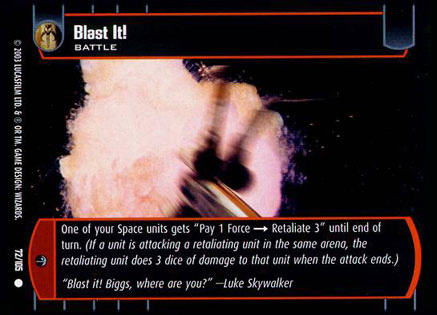 Blast It!
BATTLE
One of your Space units gets "Pay 1 Force → Retaliate 3" until end of
turn. (If a unit is attacking a retaliating unit in the same arena, the
retaliating unit does 3 dice of damage to that unit when the attack ends.)
"Blast it! Biggs, where are you?" —Luke Skywalker
© 2003 LUCASFILM LTD. & ® OR TM. GAME DESIGN: WIZARDS.
72/105